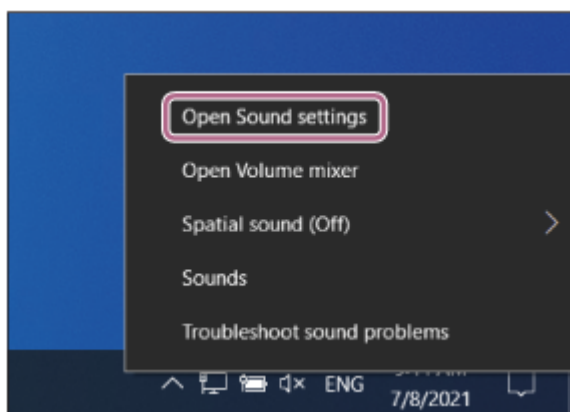 Open Sound settings
Open Volume mixer
Spatial sound (Off)
Sounds
Troubleshoot sound problems
ENG
7/8/2021